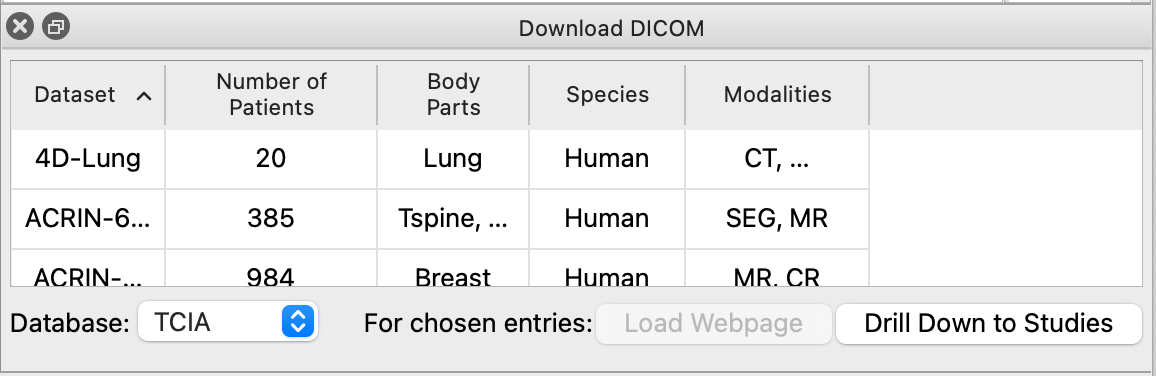 Download DICOM
Dataset
Number of Patients
Body Parts
Species
Modalities
4D-Lung 20 Lung Human CT, ...
ACRIN-6... 385 Tspine, ... Human SEG, MR
ACRIN-... 984 Breast Human MR, CR
Database: TCIA For chosen entries: Load Webpage Drill Down to Studies